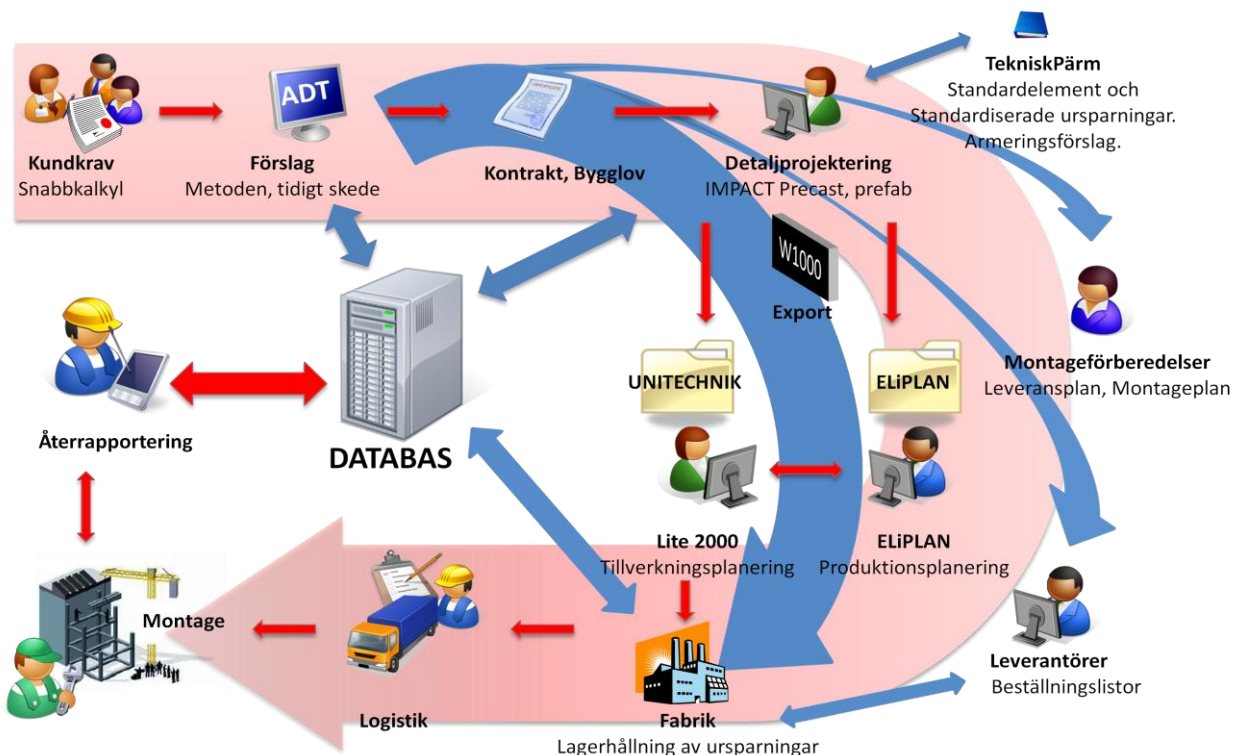 Kundkrav
Snabbkalkyl
ADT
Förslag
Metoden, tidigt skede
CERTIFICATE
Kontrakt, Bygglov
Detaljprojektering
IMPACT Precast, prefab
TekniskPärm
Standardelement och
Standardiserade ursparningar.
Armeringsförslag.
W1000
Export
Montageförberedelser
Leveransplan, Montageplan
UNITECHNIK
ELiPLAN
Återrapportering
DATABAS
Lite 2000
Tillverkningsplanering
ELiPLAN
Produktionsplanering
Montage
Logistik
Fabrik
Lagerhållning av ursparningar
Leverantörer
Beställningslistor